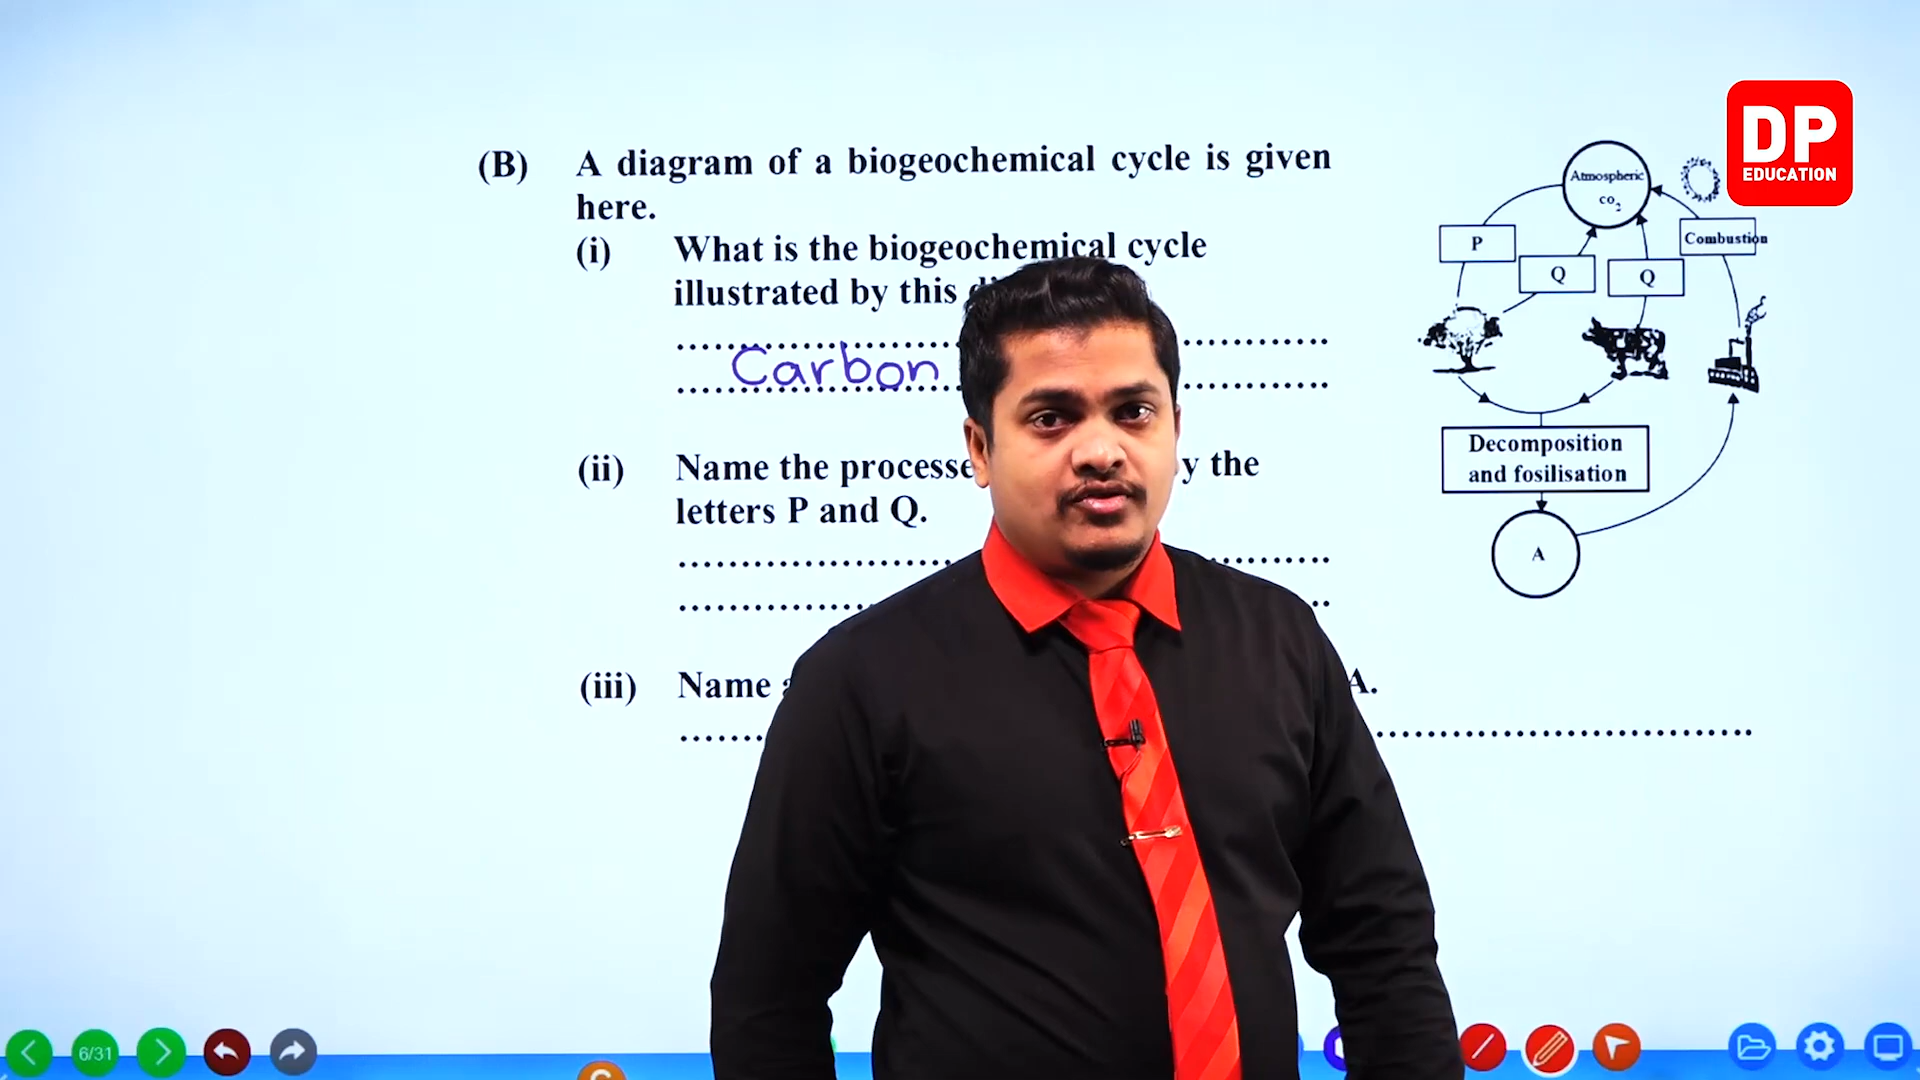 DP
EDUCATION
(B) A diagram of a biogeochemical cycle is given
here.
(i) What is the biogeochemical cycle
illustrated by this
Carbon
(ii) Name the by the
letters P and Q.
(iii) Name A.
Atmospheric
co2
P
Q
Q
Combustion
Decomposition
and fosilisation
A
6/31